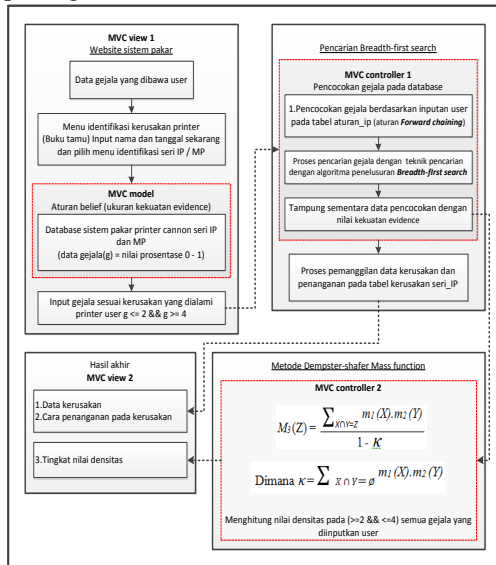 MVC view 1
Website sistem pakar
Data gejala yang dibawa user
Menu identifikasi kerusakan printer
(Buku tamu) Input nama dan tanggal sekarang
dan pilih menu identifikasi seri IP / MP
MVC model
Aturan belief (ukuran kekuatan evidence)
Database sistem pakar printer cannon seri IP
dan MP
(data gejala(g) = nilai prosentase 0 - 1)
Input gejala sesuai kerusakan yang dialami
printer user g <= 2 && g >= 4
Pencarian Breadth-first search
MVC controller 1
Pencocokan gejala pada database
1.Pencocokan gejala berdasarkan inputan user
pada tabel aturan_ip (aturan Forward chaining)
Proses pencarian gejala dengan teknik pencarian
dengan algoritma penelusuran Breadth-first search
Tampung sementara data pencocokan dengan
nilai kekuatan evidence
Proses pemanggilan data kerusakan dan
penanganan pada tabel kerusakan seri_IP
Hasil akhir
MVC view 2
1.Data kerusakan
2.Cara penanganan pada kerusakan
3.Tingkat nilai densitas
Metode Dempster-shafer Mass function
MVC controller 2
M₃(Z) = ∑ X∩Y=Z m₁(X).m₂(Y) / 1 - K
Dimana K = ∑ X ∩ Y = ø m₁(X).m₂(Y)
Menghitung nilai densitas pada (>=2 && <=4) semua gejala yang
diinputkan user